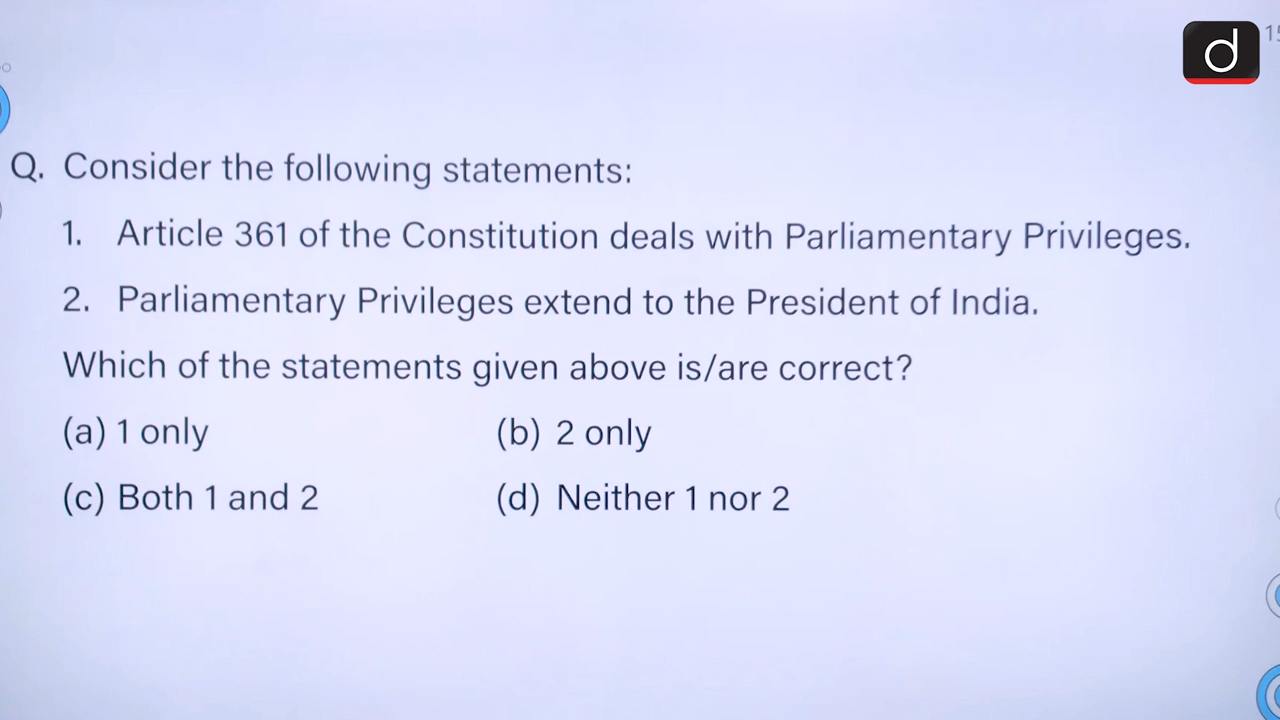 Q. Consider the following statements:
1. Article 361 of the Constitution deals with Parliamentary Privileges.
2. Parliamentary Privileges extend to the President of India.
Which of the statements given above is/are correct?
(a) 1 only (b) 2 only
(c) Both 1 and 2 (d) Neither 1 nor 2